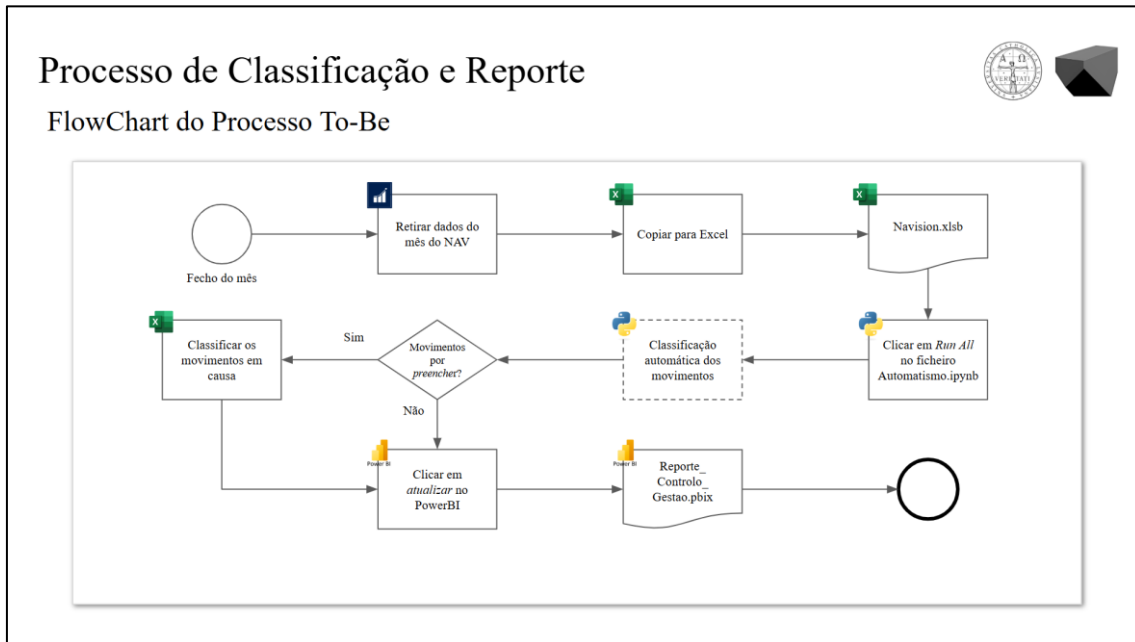 Processo de Classificação e Reporte
FlowChart do Processo To-Be
Fecho do mês
Retirar dados do
mês do NAV
Copiar para Excel
Navision.xlsb
Clicar em Run All
no ficheiro
Automatismo.ipynb
Classificação
automática dos
movimentos
Movimentos
por
preencher?
Sim
Classificar os
movimentos em
causa
Não
Power BI
Clicar em
atualizar no
PowerBI
Power BI
Reporte_
Controlo_
Gestao.pbix